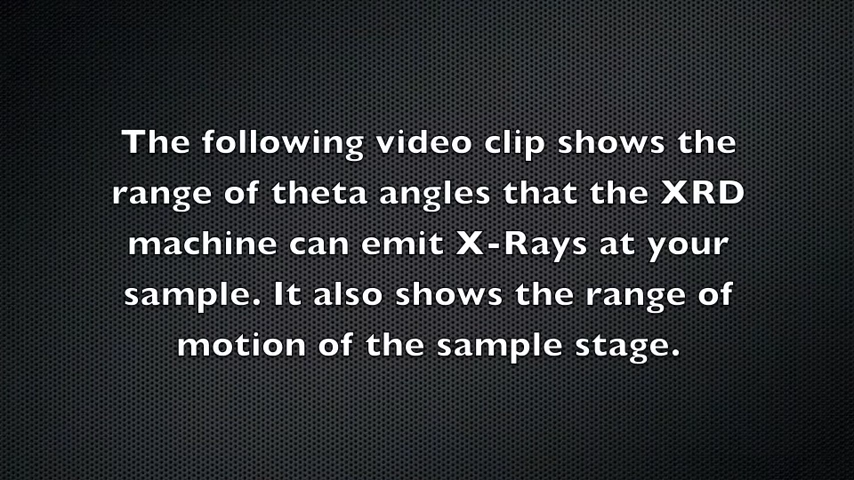 The following video clip shows the
range of theta angles that the XRD
machine can emit X-Rays at your
sample. It also shows the range of
motion of the sample stage.